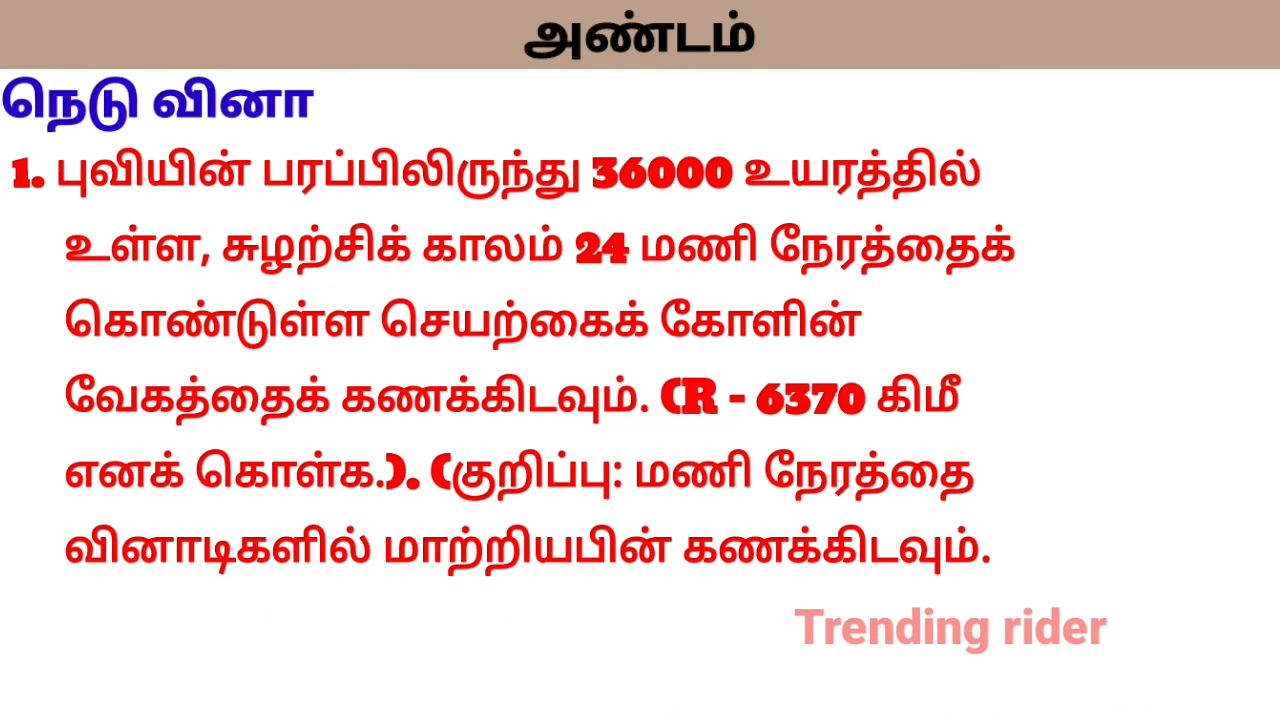 அண்டம்
நெடு வினா
1. புவியின் பரப்பிலிருந்து 36000 உயரத்தில்
உள்ள, சுழற்சிக் காலம் 24 மணி நேரத்தைக்
கொண்டுள்ள செயற்கைக் கோளின்
வேகத்தைக் கணக்கிடவும். (R - 6370 கிமீ
எனக் கொள்க.). (குறிப்பு: மணி நேரத்தை
வினாடிகளில் மாற்றியபின் கணக்கிடவும்.
Trending rider